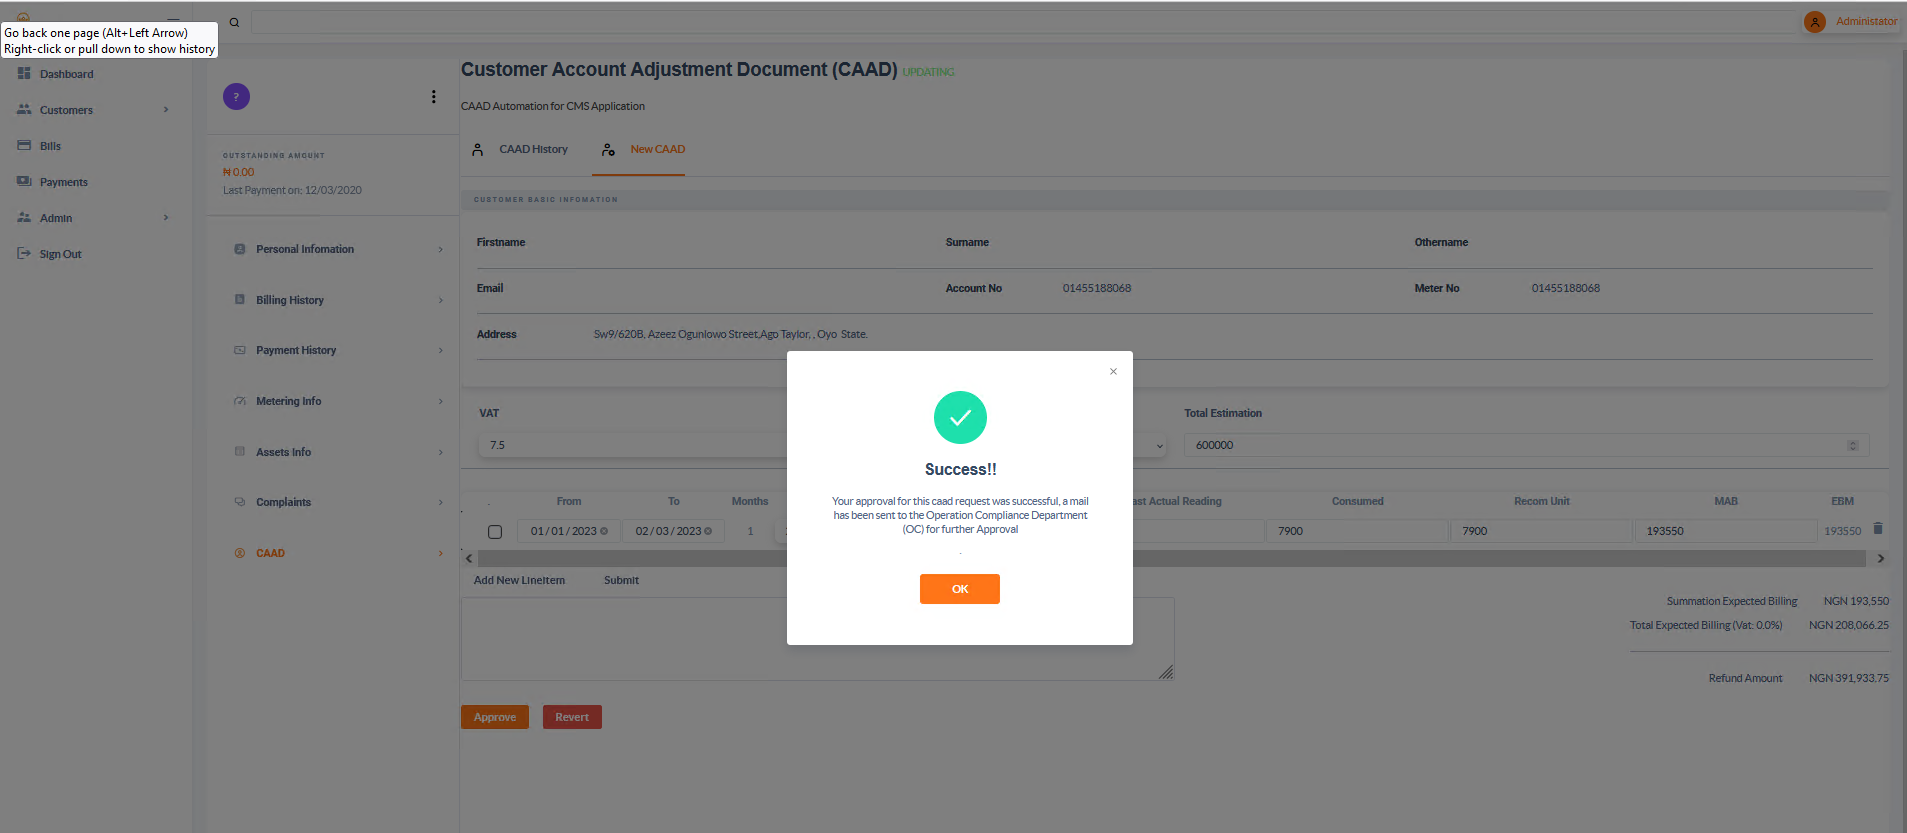 Go back one page (Alt+Left Arrow)
Right-click or pull down to show history
Administator
Dashboard
Customers
Bills
Payments
Admin
Sign Out
?
OUTSTANDING AMOUNT
₦ 0.00
Last Payment on: 12/03/2020
Personal Infomation
Billing History
Payment History
Metering Info
Assets Info
Complaints
CAAD
Customer Account Adjustment Document (CAAD) UPDATING
CAAD Automation for CMS Application
CAAD History New CAAD
CUSTOMER BASIC INFOMATION
Firstname Surname Othername
Email Account No 01455188068 Meter No 01455188068
Address Sw9/620B, Azeez Ogunlowo Street,Ago Taylor, , Oyo State.
VAT Total Estimation
7.5 600000
. From To Months Actual Reading Consumed Recom Unit MAB EBM
01/01/2023 02/03/2023 1 7900 7900 193550 193550
Add New Lineitem Submit
Summation Expected Billing NGN 193,550
Total Expected Billing (Vat: 0.0%) NGN 208,066.25
Refund Amount NGN 391,933.75
Approve Revert
×
Success!!
Your approval for this caad request was successful, a mail
has been sent to the Operation Compliance Department
(OC) for further Approval
.
OK